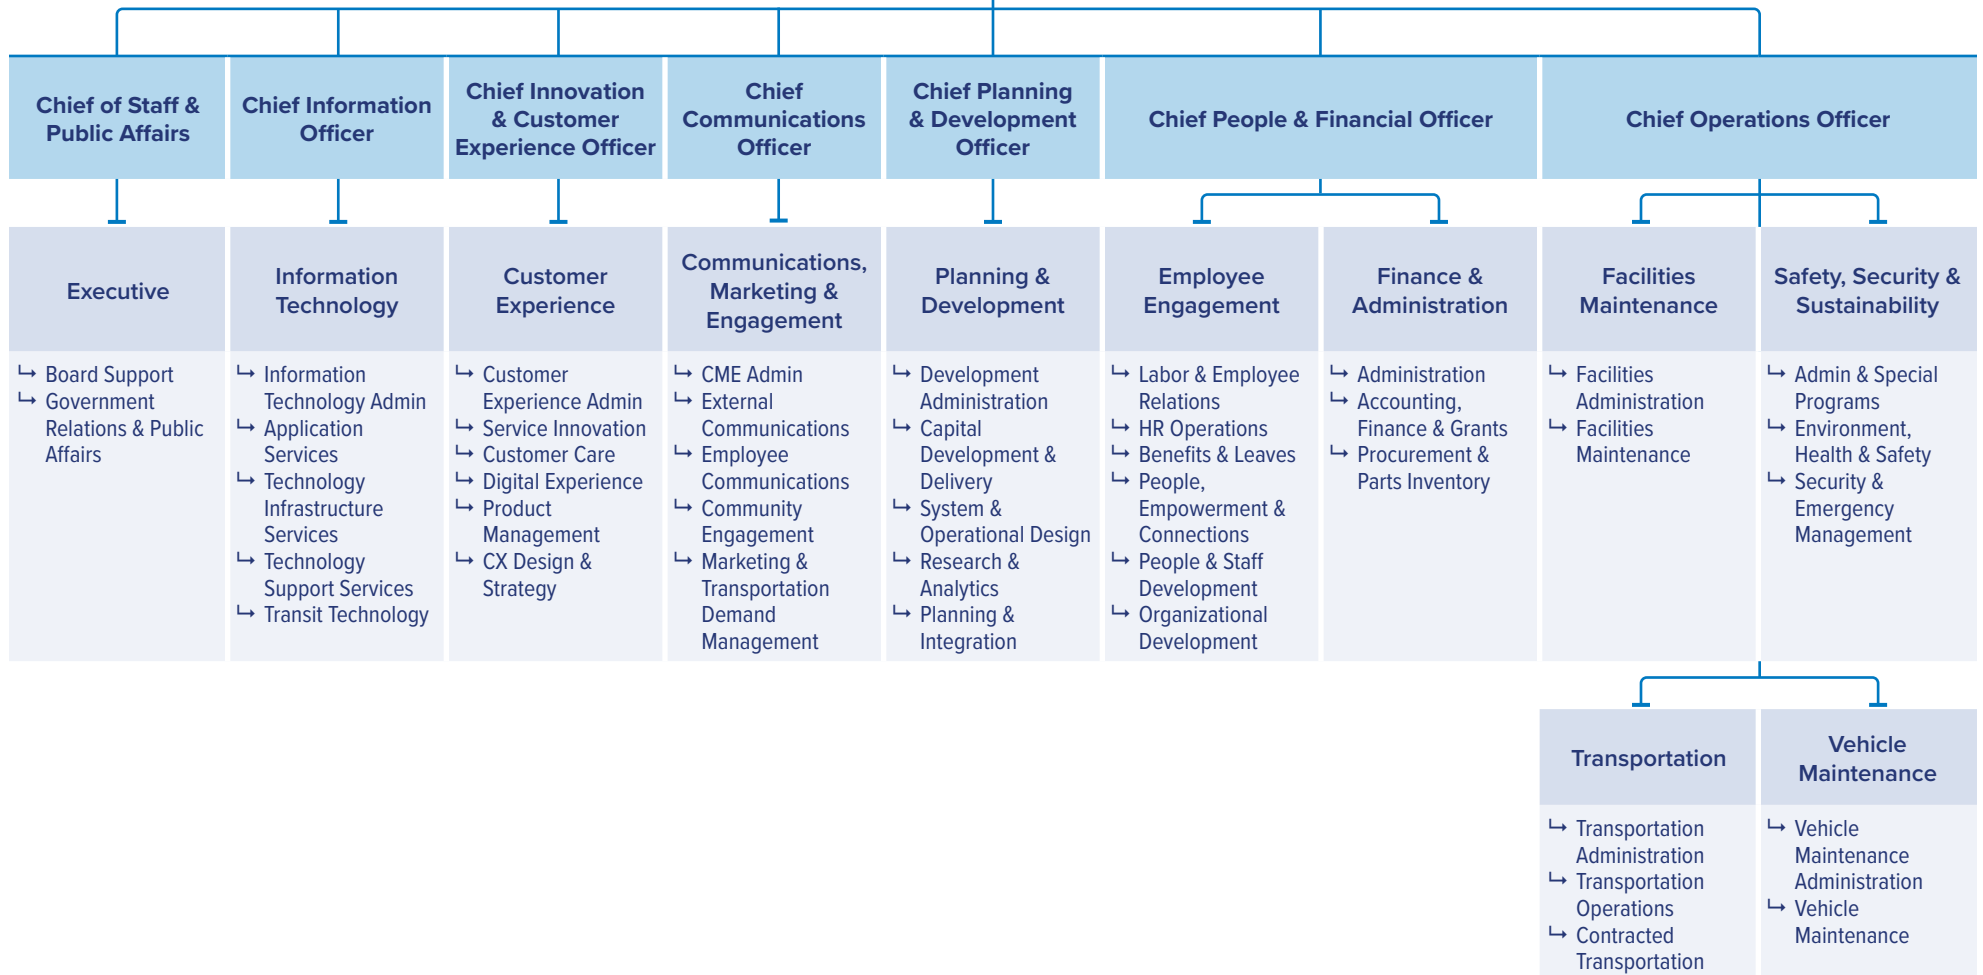 Chief of Staff &
Public Affairs
Chief Information
Officer
Chief Innovation
& Customer
Experience Officer
Chief
Communications
Officer
Chief Planning
& Development
Officer
Chief People & Financial Officer
Chief Operations Officer
Executive
↳ Board Support
↳ Government
Relations & Public
Affairs
Information
Technology
↳ Information
Technology Admin
↳ Application
Services
↳ Technology
Infrastructure
Services
↳ Technology
Support Services
↳ Transit Technology
Customer
Experience
↳ Customer
Experience Admin
↳ Service Innovation
↳ Customer Care
↳ Digital Experience
↳ Product
Management
↳ CX Design &
Strategy
Communications,
Marketing &
Engagement
↳ CME Admin
↳ External
Communications
↳ Employee
Communications
↳ Community
Engagement
↳ Marketing &
Transportation
Demand
Management
Planning &
Development
↳ Development
Administration
↳ Capital
Development &
Delivery
↳ System &
Operational Design
↳ Research &
Analytics
↳ Planning &
Integration
Employee
Engagement
↳ Labor & Employee
Relations
↳ HR Operations
↳ Benefits & Leaves
↳ People,
Empowerment &
Connections
↳ People & Staff
Development
↳ Organizational
Development
Finance &
Administration
↳ Administration
↳ Accounting,
Finance & Grants
↳ Procurement &
Parts Inventory
Facilities
Maintenance
↳ Facilities
Administration
↳ Facilities
Maintenance
Safety, Security &
Sustainability
↳ Admin & Special
Programs
↳ Environment,
Health & Safety
↳ Security &
Emergency
Management
Transportation
↳ Transportation
Administration
↳ Transportation
Operations
↳ Contracted
Transportation
Vehicle
Maintenance
↳ Vehicle
Maintenance
Administration
↳ Vehicle
Maintenance